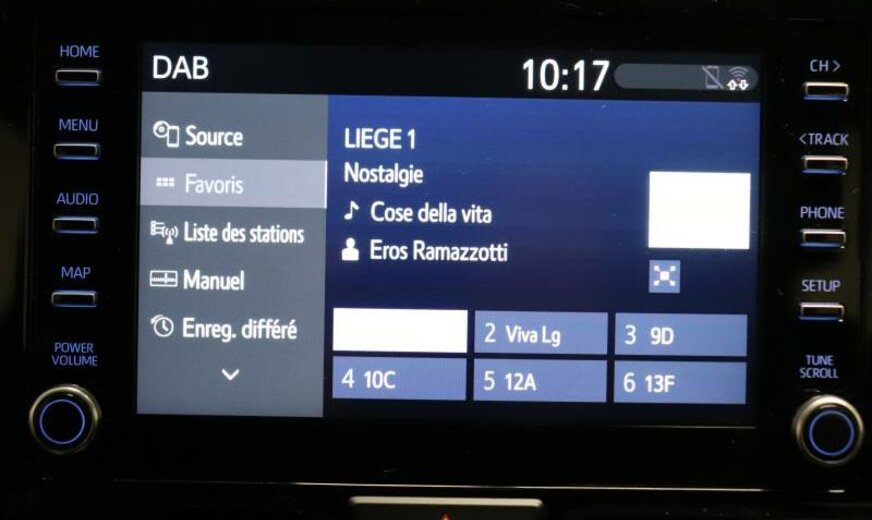 HOME
MENU
AUDIO
MAP
POWER
VOLUME
DAB
10:17
Source
Favoris
Liste des stations
Manuel
Enreg. différé
LIEGE 1
Nostalgie
Cose della vita
Eros Ramazzotti
2 Viva Lg
3 9D
4 10C
5 12A
6 13F
CH >
< TRACK
PHONE
SETUP
TUNE
SCROLL